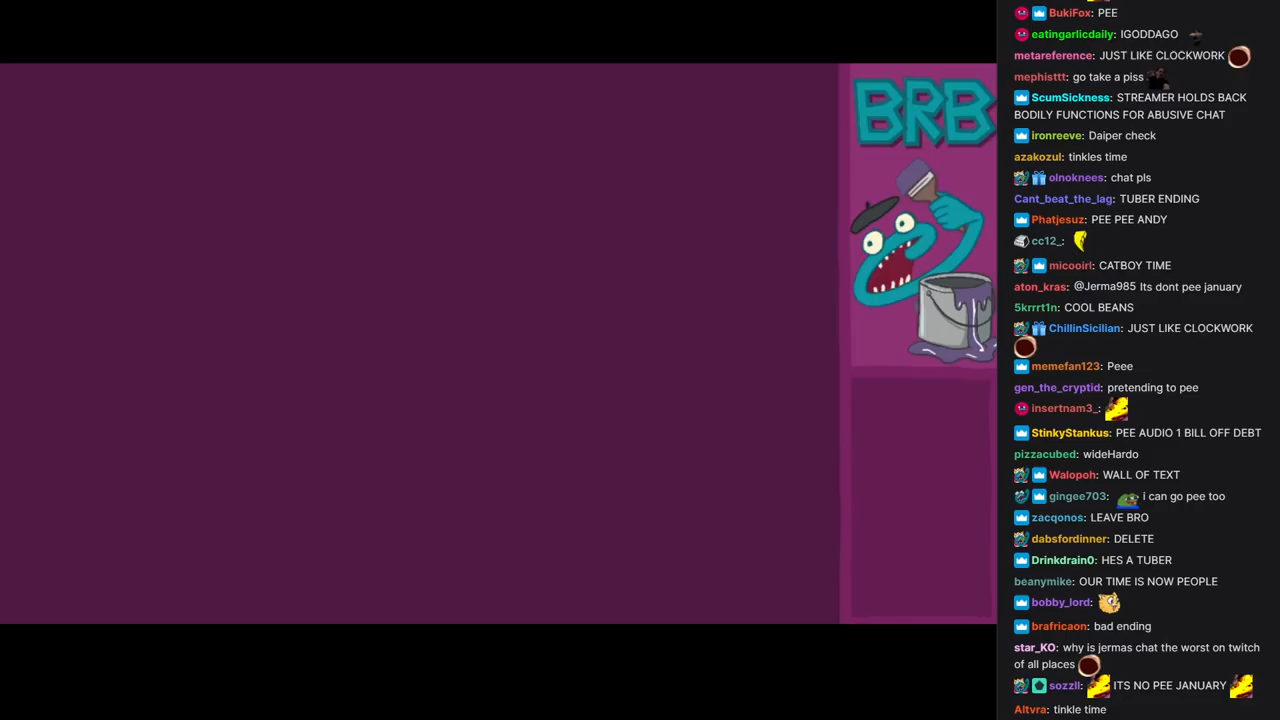 BRB
BukiFox: PEE
eatingarlicdaily: IGODDAGO
metareference: JUST LIKE CLOCKWORK
mephisttt: go take a piss
ScumSickness: STREAMER HOLDS BACK
BODILY FUNCTIONS FOR ABUSIVE CHAT
ironreeve: Daiper check
azakozul: tinkles time
olnoknees: chat pls
Cant_beat_the_lag: TUBER ENDING
Phatjesuz: PEE PEE ANDY
cc12_:
micooirl: CATBOY TIME
aton_kras: @Jerma985 Its dont pee january
5krrrt1n: COOL BEANS
ChillinSicilian: JUST LIKE CLOCKWORK
memefan123: Peee
gen_the_cryptid: pretending to pee
insertnam3_:
StinkyStankus: PEE AUDIO 1 BILL OFF DEBT
pizzacubed: wideHardo
Walopoh: WALL OF TEXT
gingee703: i can go pee too
zacqonos: LEAVE BRO
dabsfordinner: DELETE
Drinkdrain0: HES A TUBER
beanymike: OUR TIME IS NOW PEOPLE
bobby_lord:
brafricaon: bad ending
star_KO: why is jermas chat the worst on twitch
of all places
sozzll: ITS NO PEE JANUARY
Altvra: tinkle time